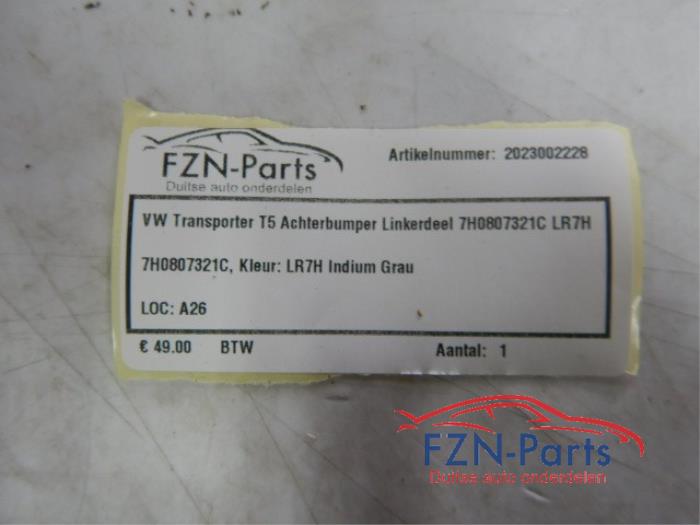 FZN-Parts
Duitse auto onderdelen
Artikelnummer: 2023002228
VW Transporter T5 Achterbumper Linkerdeel 7H0807321C LR7H
7H0807321C, Kleur: LR7H Indium Grau
LOC: A26
€ 49.00 BTW Aantal: 1
FZN-Parts
Duitse auto onderdelen